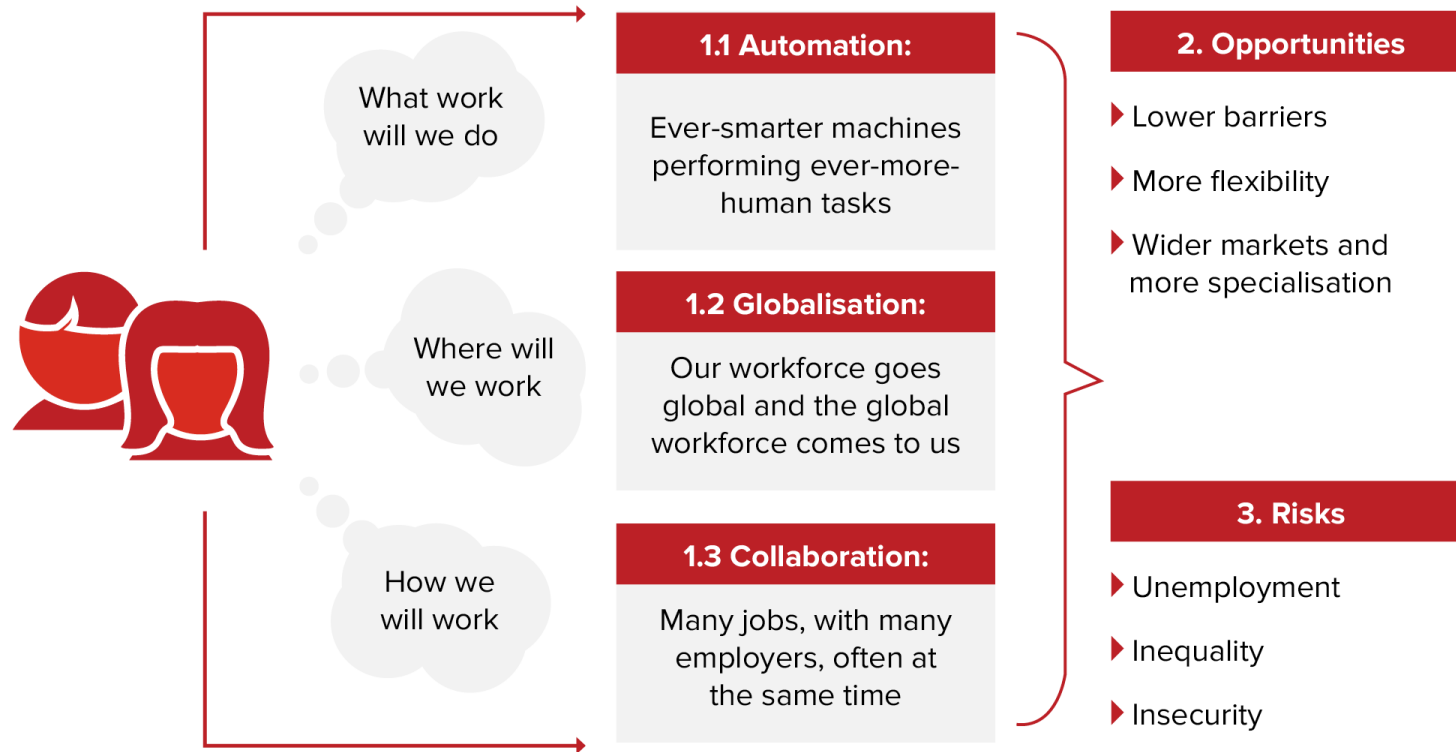 What work
will we do
Where will
we work
How we
will work
1.1 Automation:
Ever-smarter machines
performing ever-more-
human tasks
1.2 Globalisation:
Our workforce goes
global and the global
workforce comes to us
1.3 Collaboration:
Many jobs, with many
employers, often at
the same time
2. Opportunities
Lower barriers
More flexibility
Wider markets and
more specialisation
3. Risks
Unemployment
Inequality
Insecurity